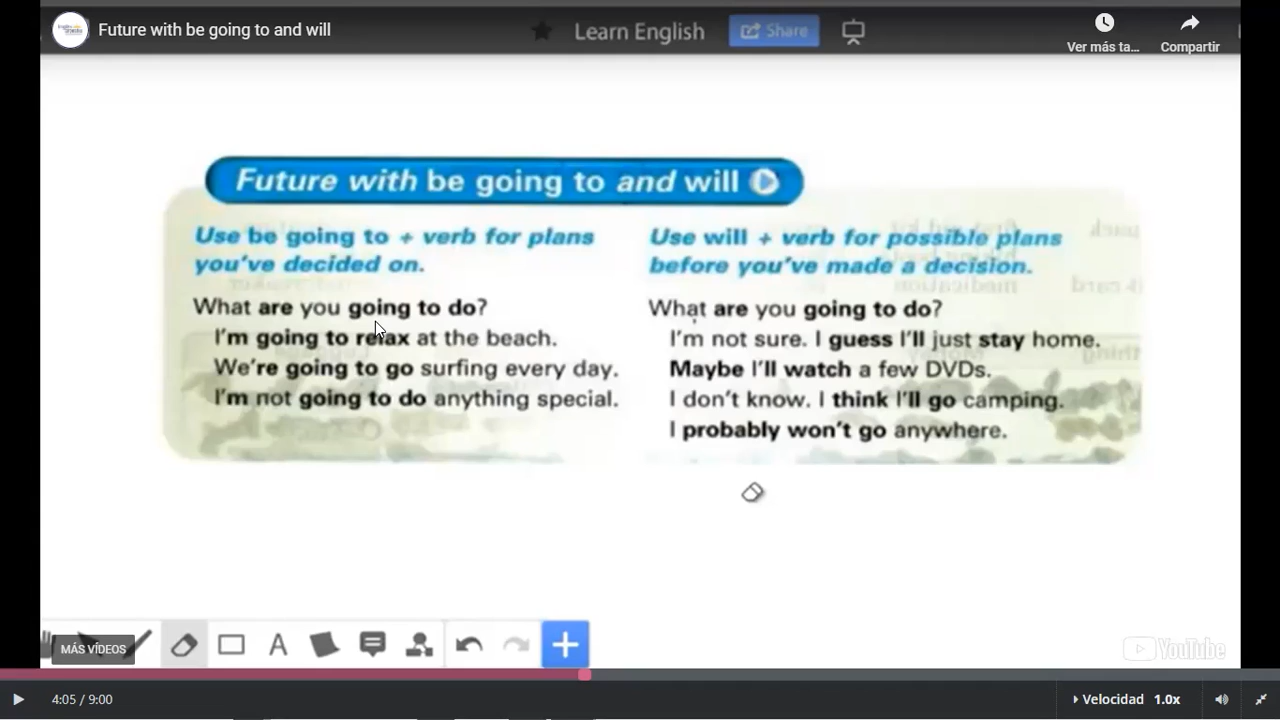 Future with be going to and will
Learn English
Share
Ver más ta...
Compartir
Future with be going to and will
Use be going to + verb for plans
you've decided on.
What are you going to do?
I'm going to relax at the beach.
We're going to go surfing every day.
I'm not going to do anything special.
Use will + verb for possible plans
before you've made a decision.
What are you going to do?
I'm not sure. I guess I'll just stay home.
Maybe I'll watch a few DVDs.
I don't know. I think I'll go camping.
I probably won't go anywhere.
A
MÁS VÍDEOS
YouTube
4:05 / 9:00
Velocidad 1.0x